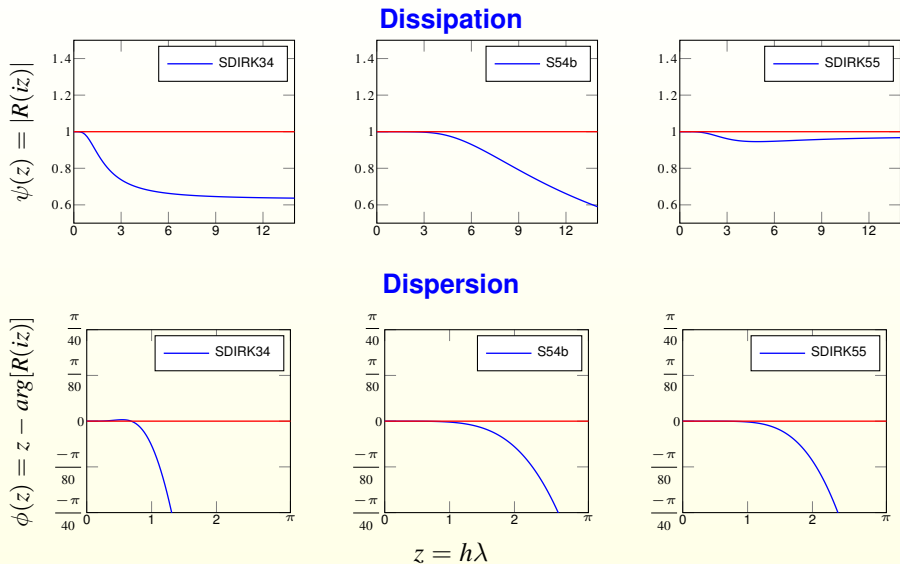 Dissipation
ψ(z) = |R(iz)|
1.4
1.2
1
0.8
0.6
SDIRK34
0 3 6 9 12
1.4
1.2
1
0.8
0.6
S54b
0 3 6 9 12
1.4
1.2
1
0.8
0.6
SDIRK55
0 3 6 9 12
Dispersion
ϕ(z) = z − arg[R(iz)]
π/40
π/80
0
−π/80
−π/40
SDIRK34
0 1 2 π
π/40
π/80
0
−π/80
−π/40
S54b
0 1 2 π
π/40
π/80
0
−π/80
−π/40
SDIRK55
0 1 2 π
z = hλ